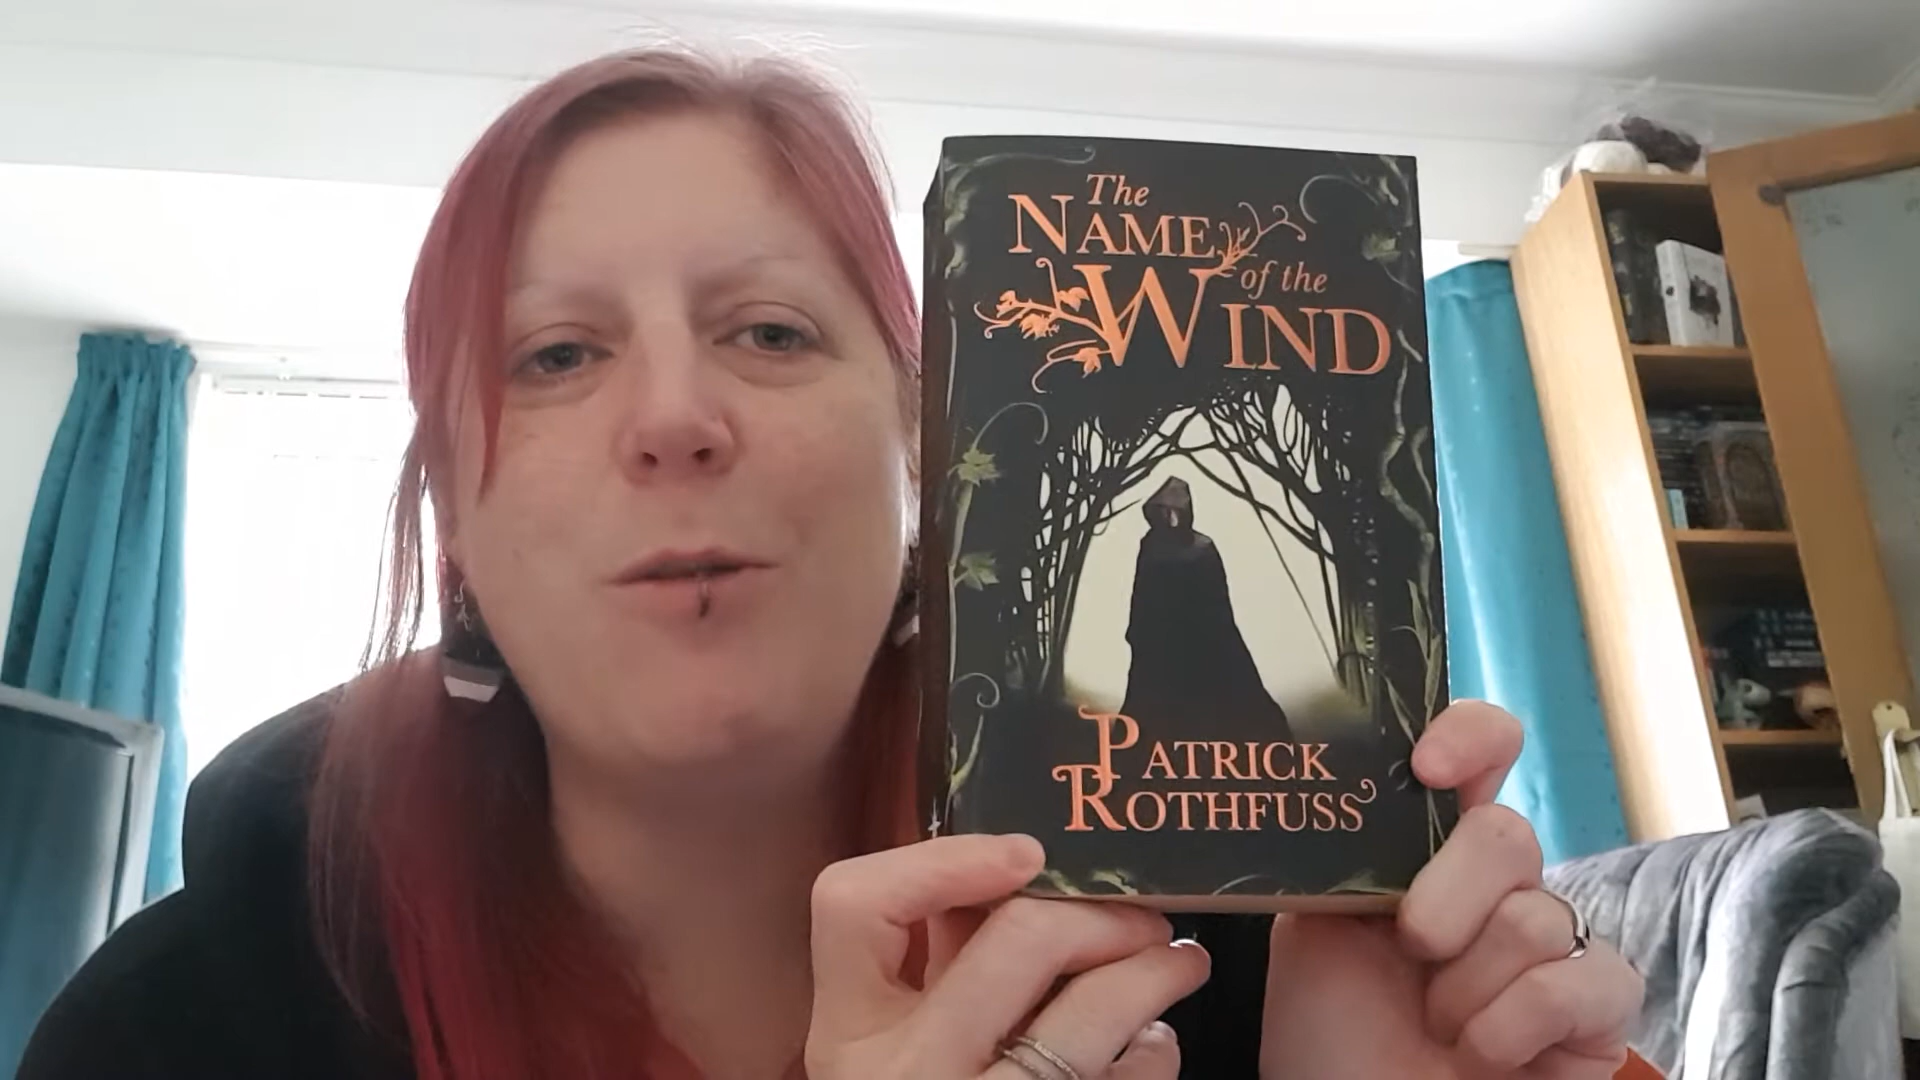 The
NAME
of the
WIND
PATRICK
ROTHFUSS